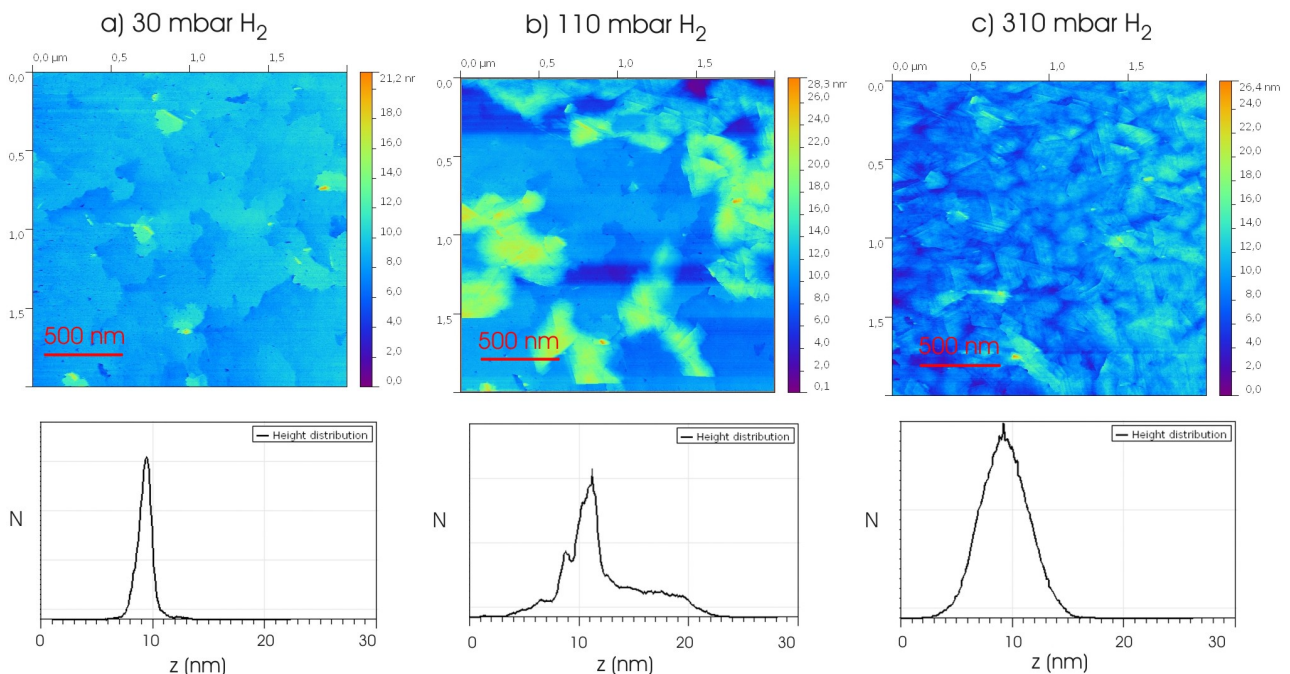 a) 30 mbar H2
b) 110 mbar H2
c) 310 mbar H2
0,0 µm 0,5 1,0 1,5
21,2 nr
0,0
18,0
16,0
14,0
0,5
12,0
10,0
1,0
8,0
6,0
1,5
4,0
2,0
0,0
500 nm
0,0 µm 0,5 1,0 1,5
28,3 nm
0,0
26,0
24,0
22,0
20,0
0,5
18,0
16,0
14,0
1,0
12,0
10,0
8,0
1,5
6,0
4,0
2,0
0,1
500 nm
0,0 µm 0,5 1,0 1,5
26,4 nm
0,0
24,0
22,0
20,0
0,5
18,0
16,0
14,0
1,0
12,0
10,0
8,0
1,5
6,0
4,0
2,0
0,0
500 nm
Height distribution
N
0 10 20 30
z (nm)
Height distribution
N
0 10 20 30
z (nm)
Height distribution
N
0 10 20 30
z (nm)